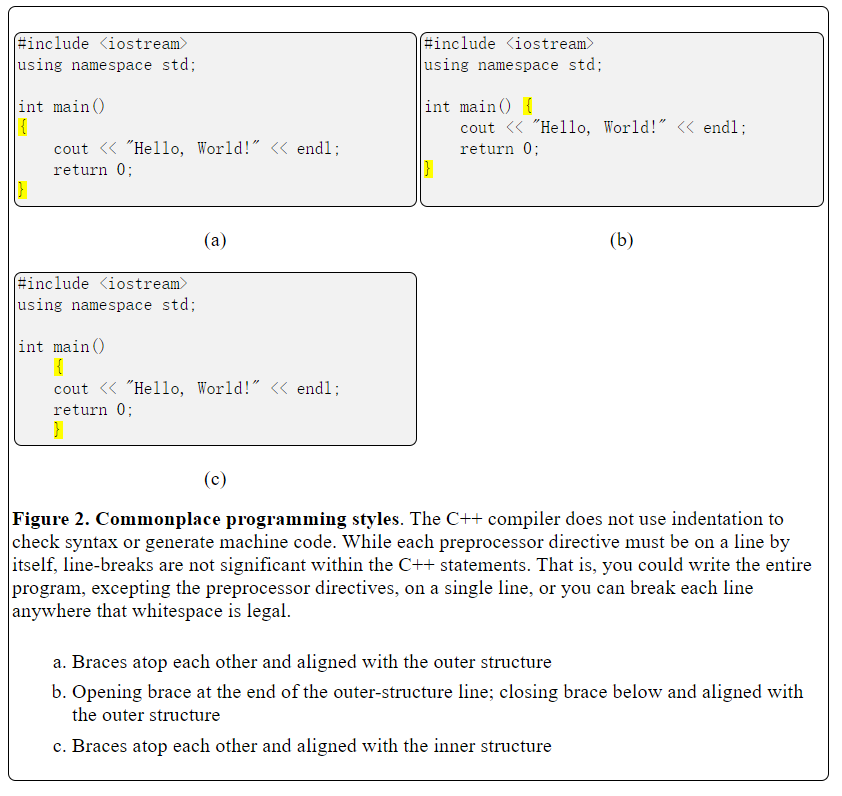 #include <iostream>
using namespace std;
int main()
{
cout << "Hello, World!" << endl;
return 0;
}
(a)
#include <iostream>
using namespace std;
int main() {
cout << "Hello, World!" << endl;
return 0;
}
(b)
#include <iostream>
using namespace std;
int main()
{
cout << "Hello, World!" << endl;
return 0;
}
(c)
Figure 2. Commonplace programming styles. The C++ compiler does not use indentation to
check syntax or generate machine code. While each preprocessor directive must be on a line by
itself, line-breaks are not significant within the C++ statements. That is, you could write the entire
program, excepting the preprocessor directives, on a single line, or you can break each line
anywhere that whitespace is legal.
a. Braces atop each other and aligned with the outer structure
b. Opening brace at the end of the outer-structure line; closing brace below and aligned with
the outer structure
c. Braces atop each other and aligned with the inner structure